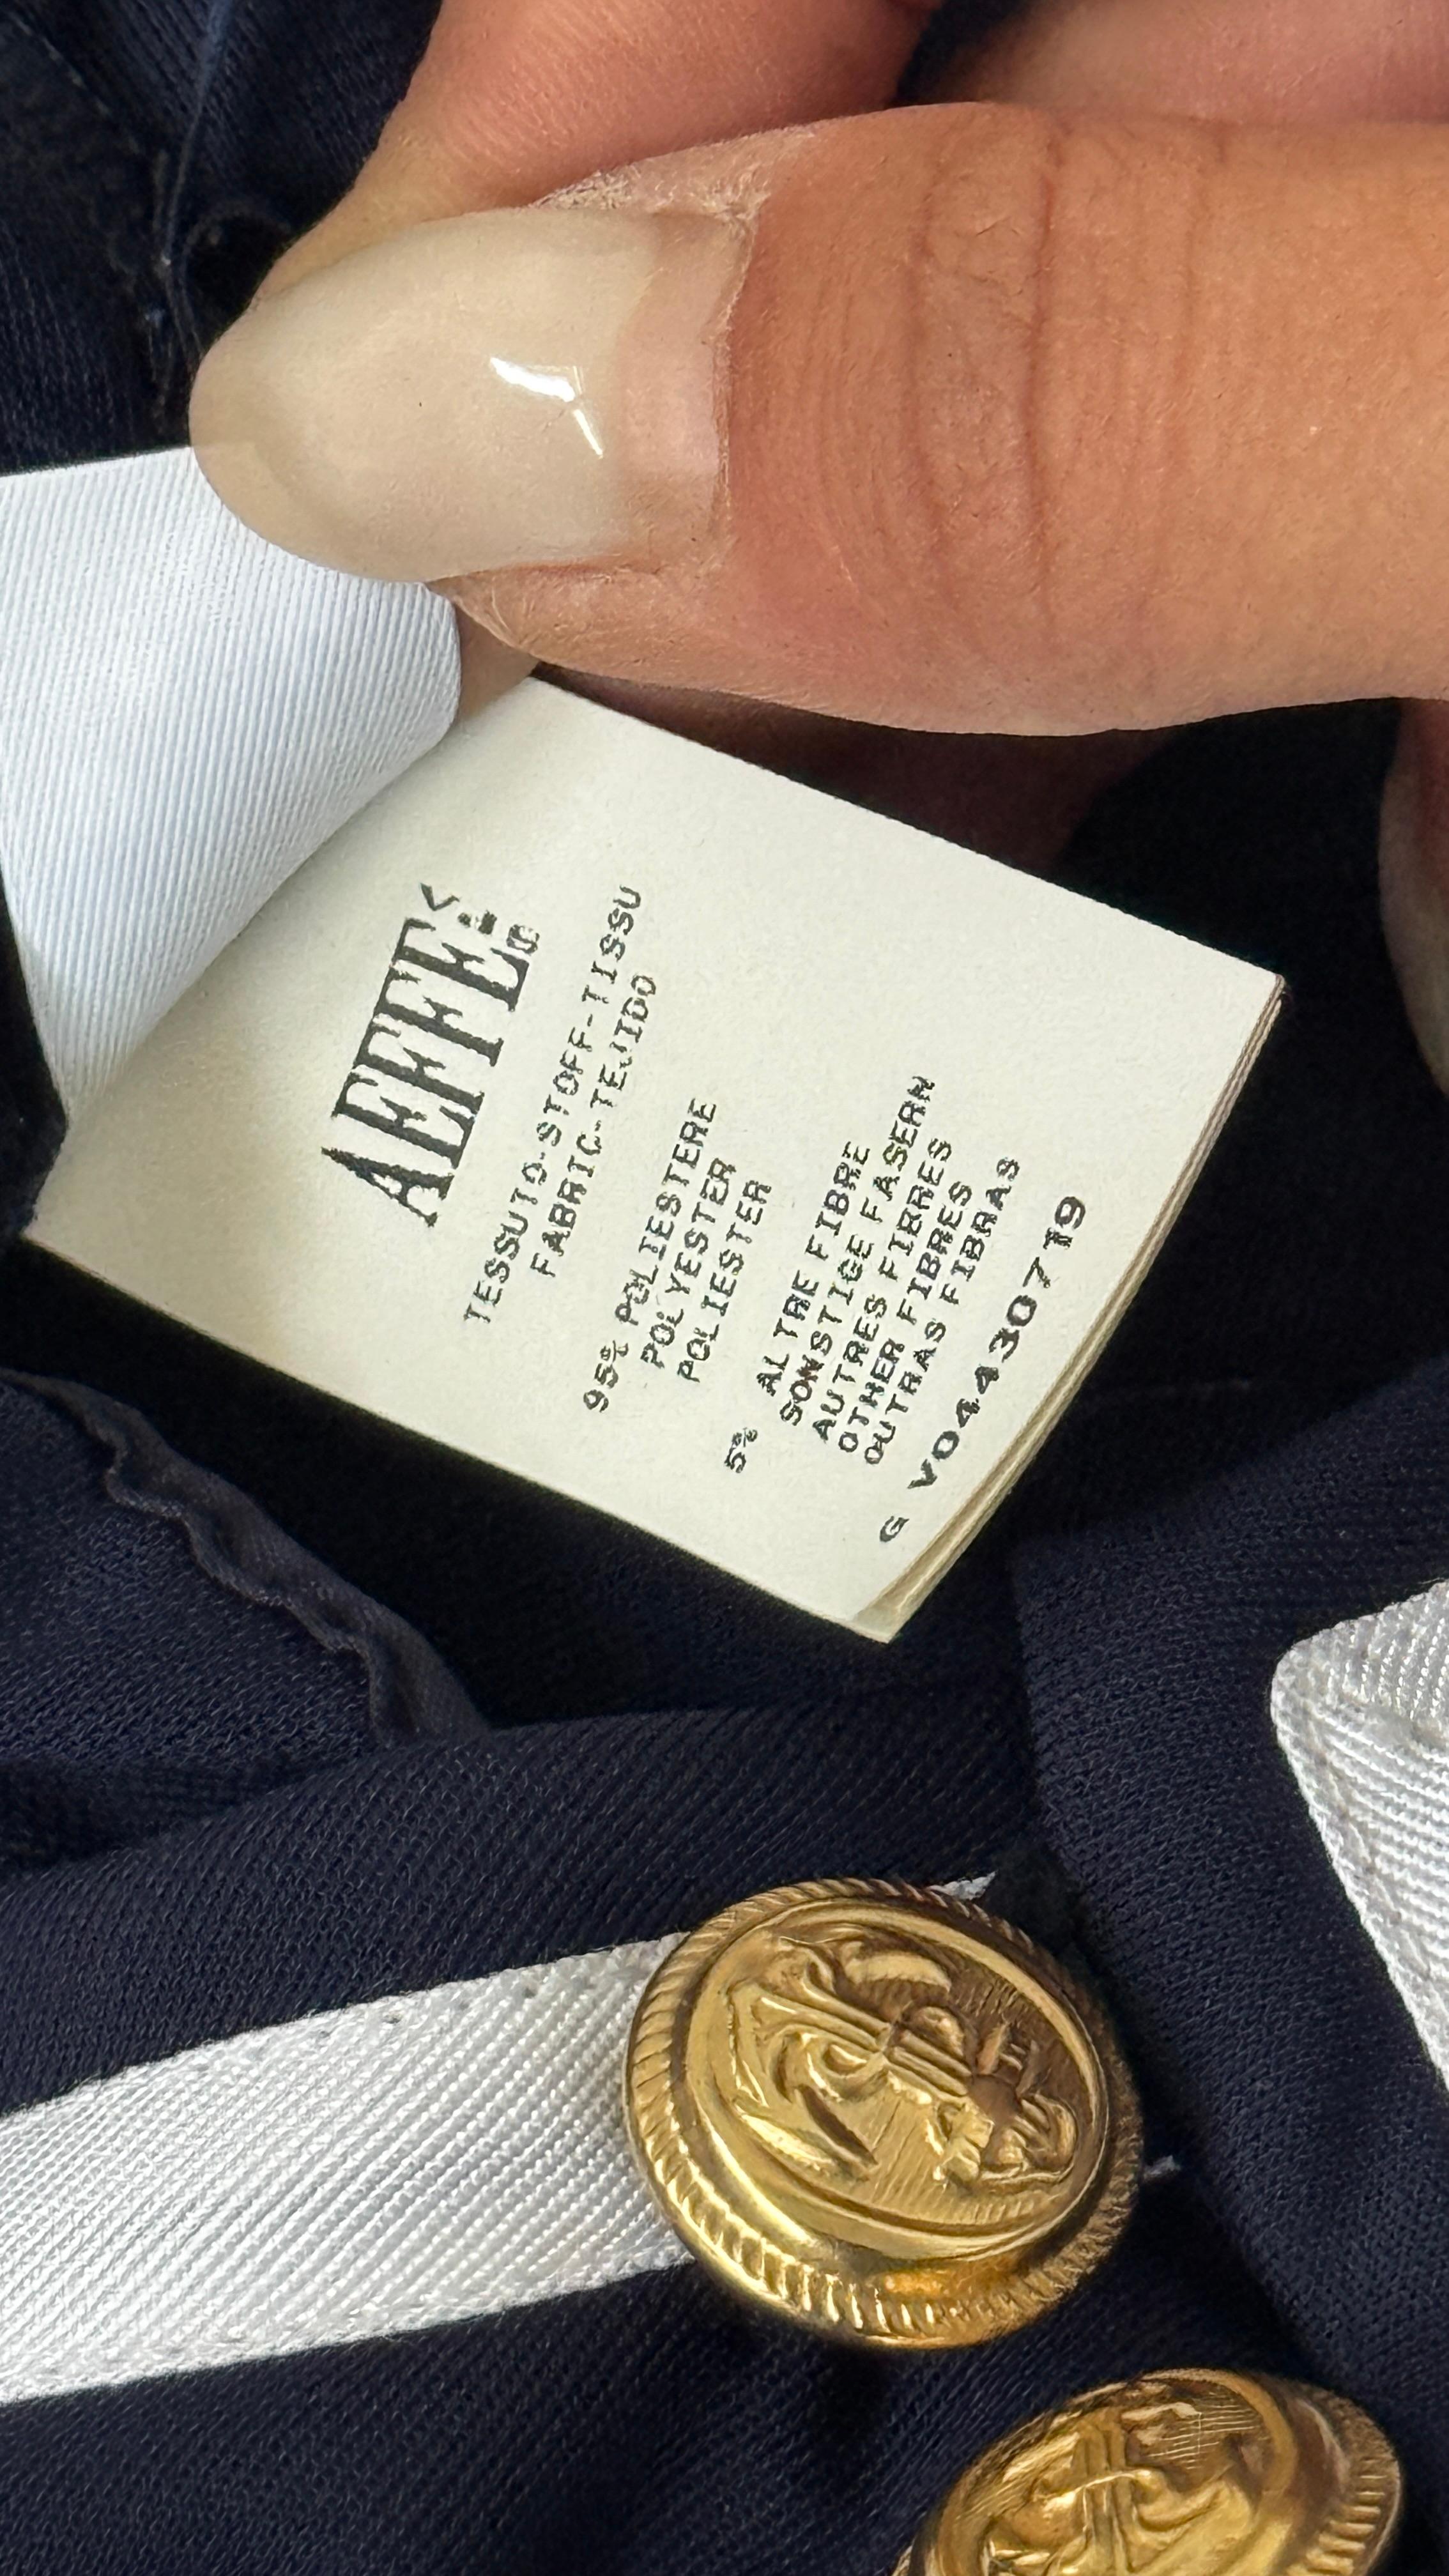 AEFFE
TESSUTO-STOFF-TISSU
FABRIC-TEJIDO
95% POLIESTERE
POLYESTER
POLIESTER
5% ALTRE FIBRE
SONSTIGE FASERN
AUTRES FIBRES
OTHER FIBRES
OUTRAS FIBRAS
G V044430719